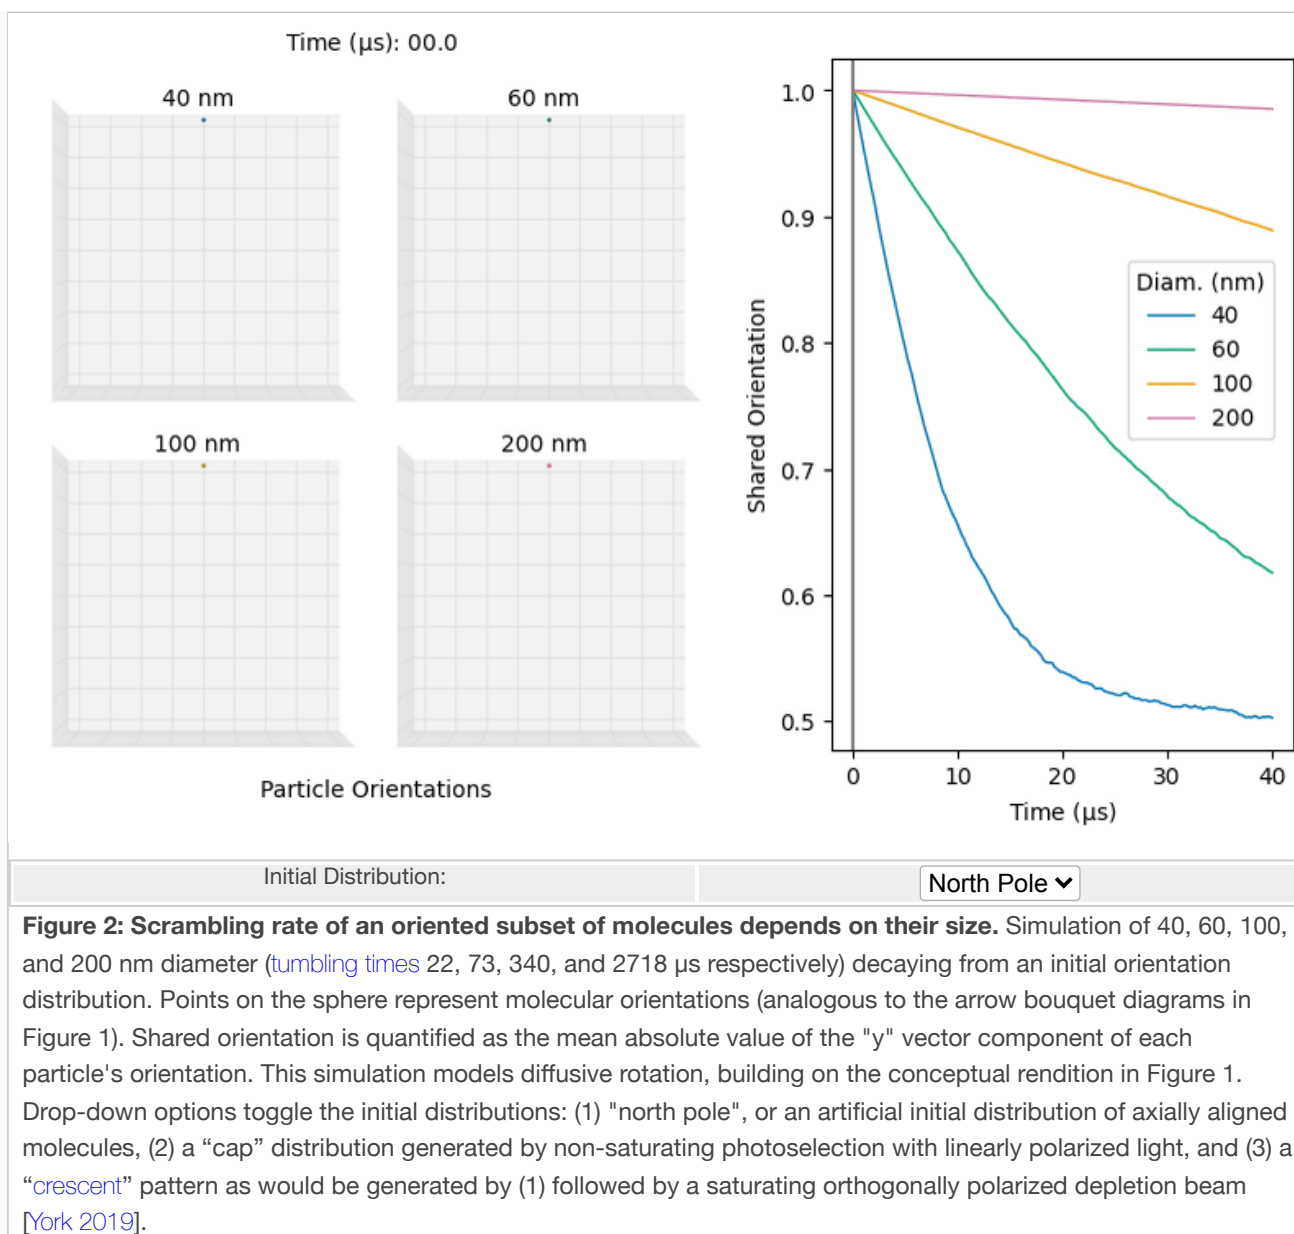 Time (µs): 00.0
40 nm
60 nm
100 nm
200 nm
Particle Orientations
Shared Orientation
1.0
0.9
0.8
0.7
0.6
0.5
0
10
20
30
40
Time (µs)
Diam. (nm)
40
60
100
200
Initial Distribution:
North Pole
Figure 2: Scrambling rate of an oriented subset of molecules depends on their size. Simulation of 40, 60, 100,
and 200 nm diameter (tumbling times 22, 73, 340, and 2718 µs respectively) decaying from an initial orientation
distribution. Points on the sphere represent molecular orientations (analogous to the arrow bouquet diagrams in
Figure 1). Shared orientation is quantified as the mean absolute value of the "y" vector component of each
particle's orientation. This simulation models diffusive rotation, building on the conceptual rendition in Figure 1.
Drop-down options toggle the initial distributions: (1) "north pole", or an artificial initial distribution of axially aligned
molecules, (2) a “cap” distribution generated by non-saturating photoselection with linearly polarized light, and (3) a
“crescent” pattern as would be generated by (1) followed by a saturating orthogonally polarized depletion beam
[York 2019].